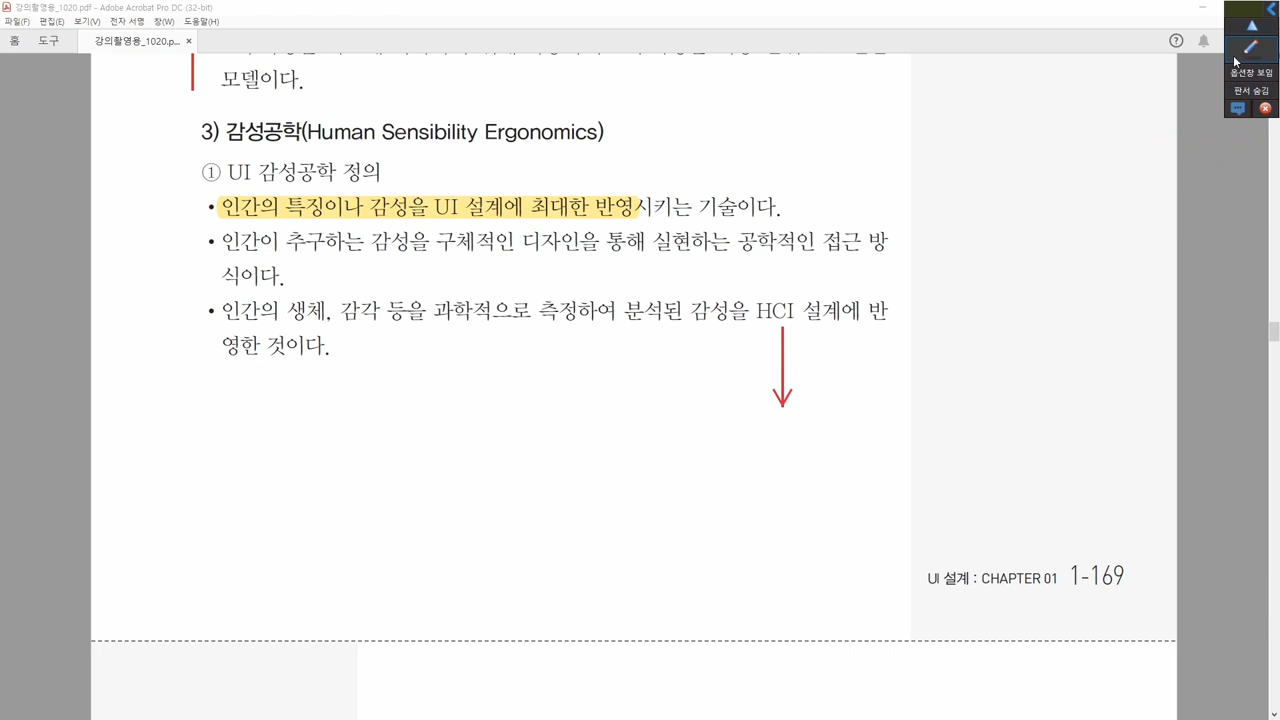 강의촬영용_1020.pdf - Adobe Acrobat Pro DC (32-bit)
파일(F) 편집(E) 보기(V) 전자 서명 창(W) 도움말(H)
홈 도구 강의촬영용_1020.p... ×
옵션창 보임
판서 숨김
모델이다.
3) 감성공학(Human Sensibility Ergonomics)
① UI 감성공학 정의
• 인간의 특징이나 감성을 UI 설계에 최대한 반영시키는 기술이다.
• 인간이 추구하는 감성을 구체적인 디자인을 통해 실현하는 공학적인 접근 방
식이다.
• 인간의 생체, 감각 등을 과학적으로 측정하여 분석된 감성을 HCI 설계에 반
영한 것이다.
UI 설계 : CHAPTER 01 1-169